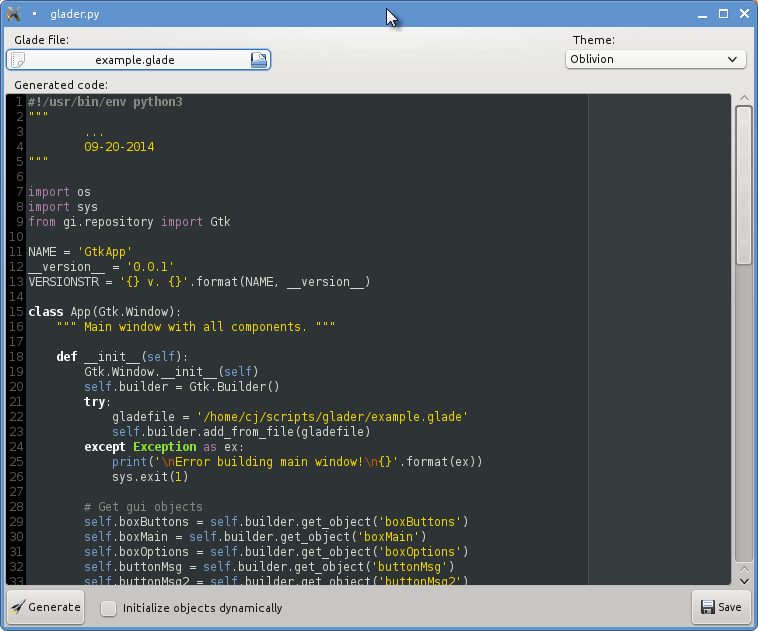 glader.py
Glade file:
Theme:
example.glade
Oblivion
Generated code:
1 #!/usr/bin/env python3
2 """
3         ...
4         09-20-2014
5 """
6
7 import os
8 import sys
9 from gi.repository import Gtk
10
11 NAME = 'GtkApp'
12 __version__ = '0.0.1'
13 VERSIONSTR = '{} v. {}'.format(NAME, __version__)
14
15 class App(Gtk.Window):
16     """ Main window with all components. """
17
18     def __init__(self):
19         Gtk.Window.__init__(self)
20         self.builder = Gtk.Builder()
21         try:
22             gladefile = '/home/cj/scripts/glader/example.glade'
23             self.builder.add_from_file(gladefile)
24         except Exception as ex:
25             print('\nError building main window!\n{}'.format(ex))
26             sys.exit(1)
27
28         # Get gui objects
29         self.boxButtons = self.builder.get_object('boxButtons')
30         self.boxMain = self.builder.get_object('boxMain')
31         self.boxOptions = self.builder.get_object('boxOptions')
32         self.buttonMsg = self.builder.get_object('buttonMsg')
33         self.buttonMsg2 = self.builder.get_object('buttonMsg2')
Generate
Initialize objects dynamically
Save